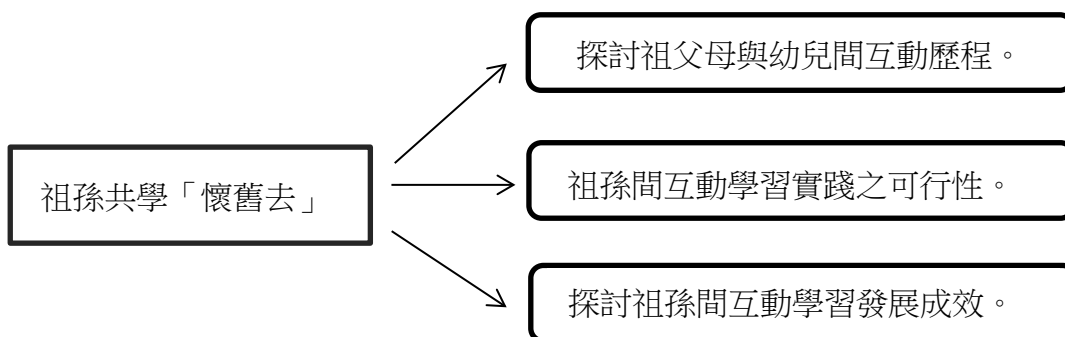 探討祖父母與幼兒間互動歷程。
祖孫共學「懷舊去」
祖孫間互動學習實踐之可行性。
探討祖孫間互動學習發展成效。